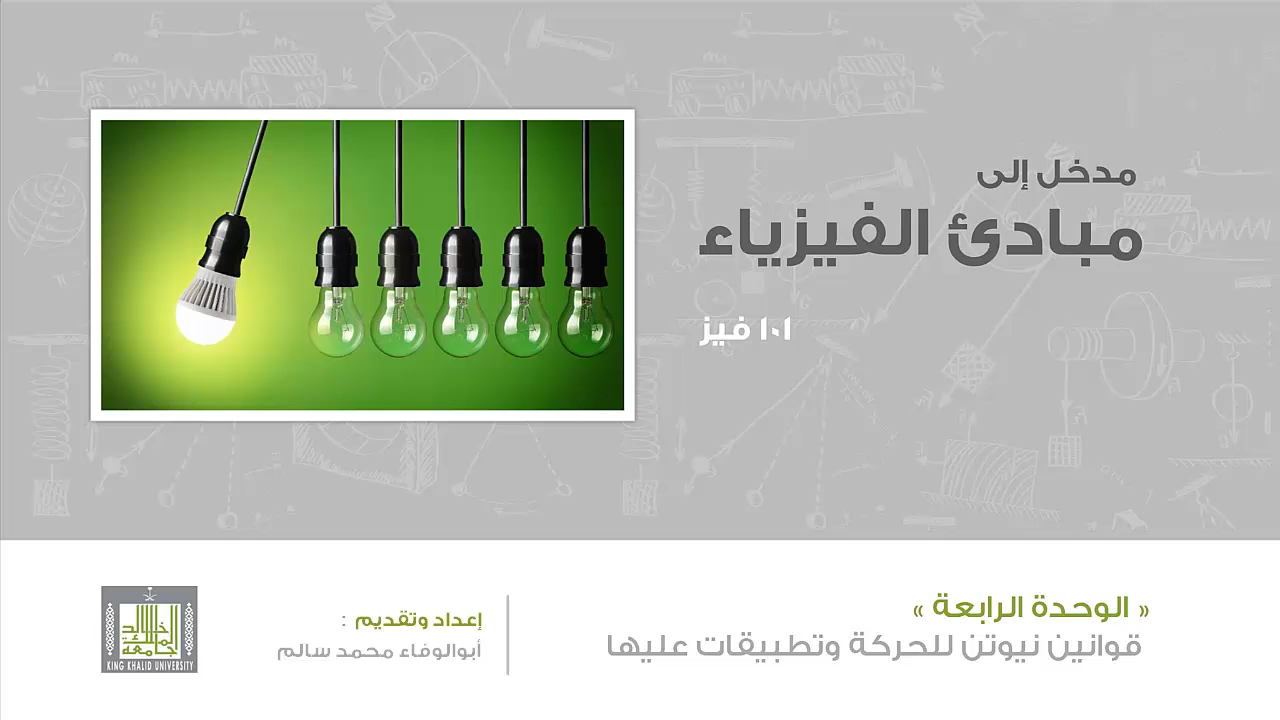 مدخل إلى
مبادئ الفيزياء
١٠١ فيز
« الوحدة الرابعة »
قوانين نيوتن للحركة وتطبيقات عليها
إعداد وتقديم :
أبوالوفاء محمد سالم
KING KHALID UNIVERSITY